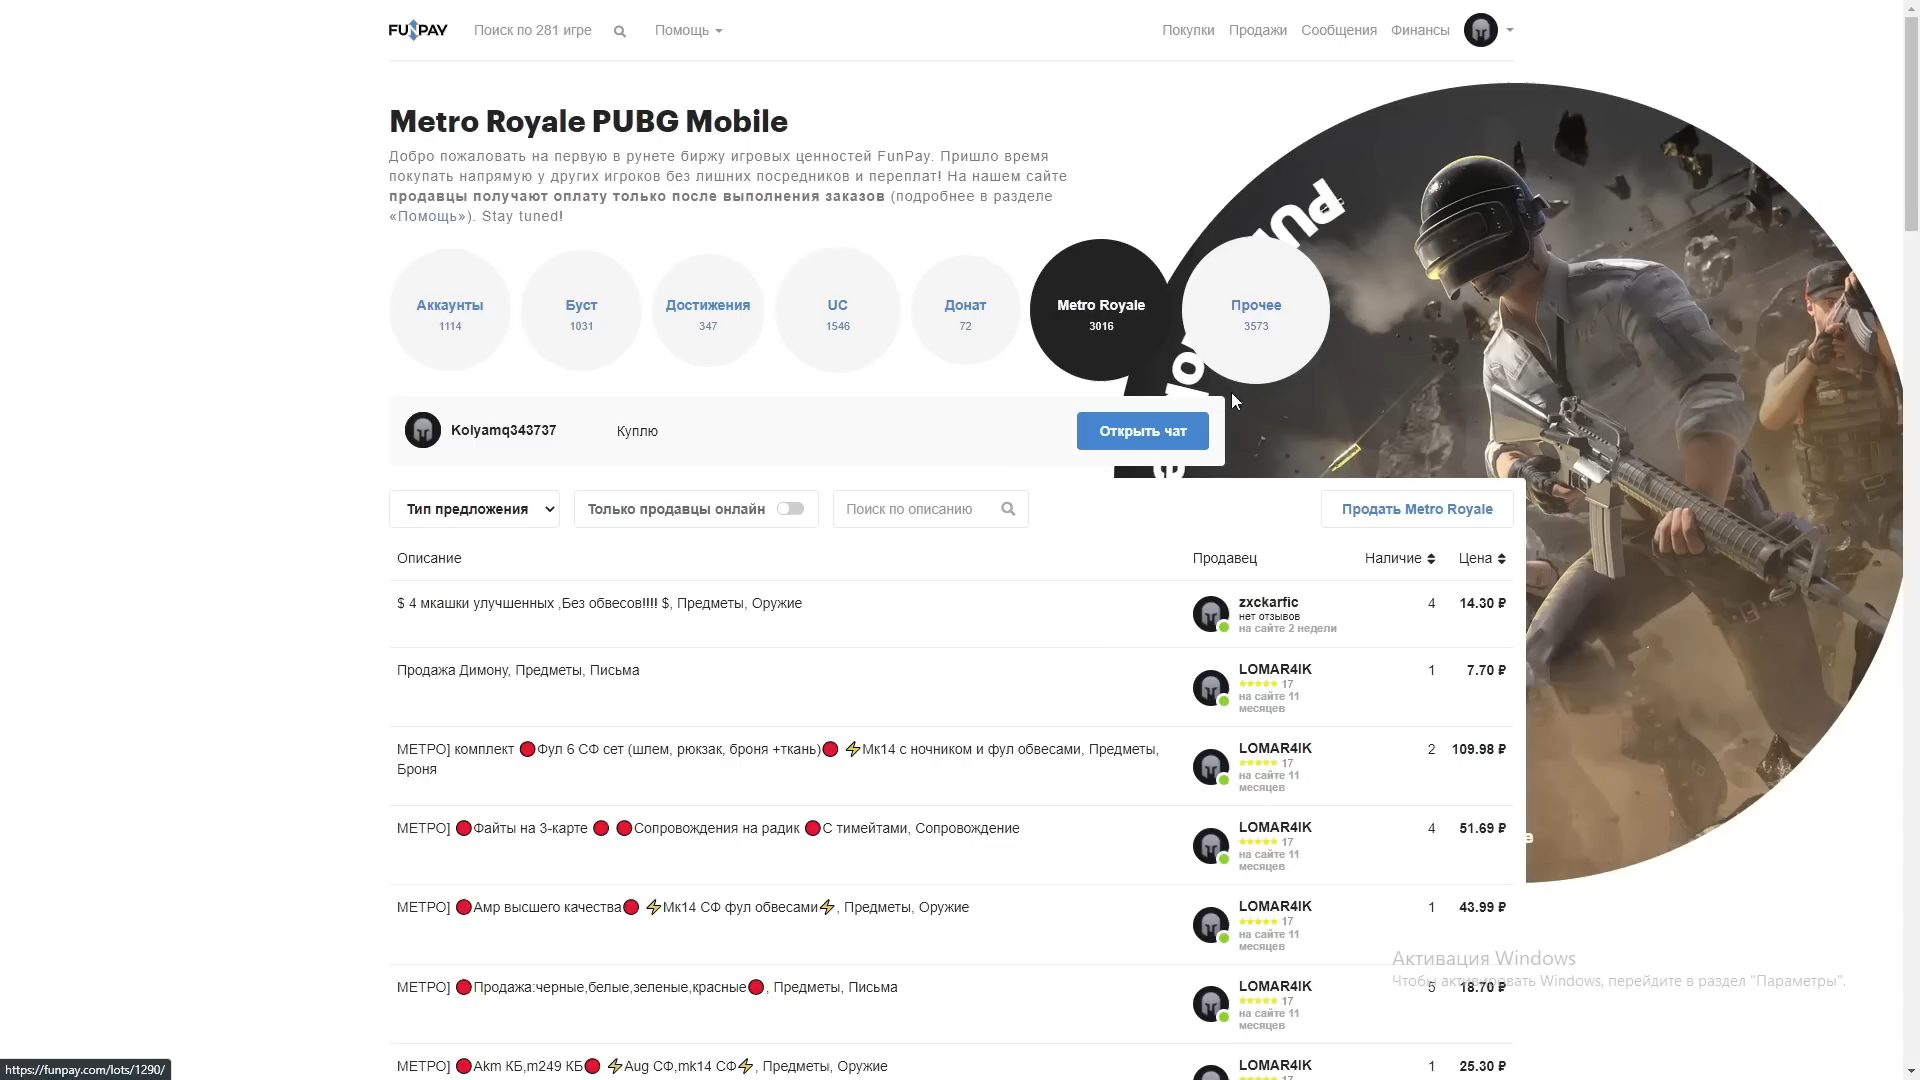 FUNPAY Поиск по 281 игре Помощь Покупки Продажи Сообщения Финансы
Metro Royale PUBG Mobile
Добро пожаловать на первую в рунете биржу игровых ценностей FunPay. Пришло время
покупать напрямую у других игроков без лишних посредников и переплат! На нашем сайте
продавцы получают оплату только после выполнения заказов (подробнее в разделе
«Помощь»). Stay tuned!
Аккаунты Буст Достижения UC Донат Metro Royale Прочее
1114 1031 347 1546 72 3016 3573
Kolyamq343737 Куплю Открыть чат
Тип предложения Только продавцы онлайн Поиск по описанию Продать Metro Royale
Описание Продавец Наличие Цена
$ 4 мкашки улучшенных ,Без обвесов!!!! $, Предметы, Оружие zxckarfic 4 14.30 ₽
нет отзывов
на сайте 2 недели
Продажа Димону, Предметы, Письма LOMAR4IK 1 7.70 ₽
17
на сайте 11
месяцев
МЕТРО] комплект 🔴Фул 6 СФ сет (шлем, рюкзак, броня +ткань)🔴 ⚡Мк14 с ночником и фул обвесами, Предметы, LOMAR4IK 2 109.98 ₽
Броня
17
на сайте 11
месяцев
МЕТРО] 🔴Файты на 3-карте 🔴 🔴Сопровождения на радик 🔴С тимейтами, Сопровождение LOMAR4IK 4 51.69 ₽
17
на сайте 11
месяцев
МЕТРО] 🔴Амр высшего качества🔴 ⚡Мк14 СФ фул обвесами⚡, Предметы, Оружие LOMAR4IK 1 43.99 ₽
17
на сайте 11
месяцев
МЕТРО] 🔴Продажа:черные,белые,зеленые,красные🔴, Предметы, Письма LOMAR4IK 5 18.70 ₽
17
на сайте 11
месяцев
МЕТРО] 🔴Akm КБ,m249 КБ🔴 ⚡Aug СФ,mk14 СФ⚡, Предметы, Оружие LOMAR4IK 1 25.30 ₽
17
Активация Windows
Чтобы активировать Windows, перейдите в раздел "Параметры".
https://funpay.com/lots/1290/